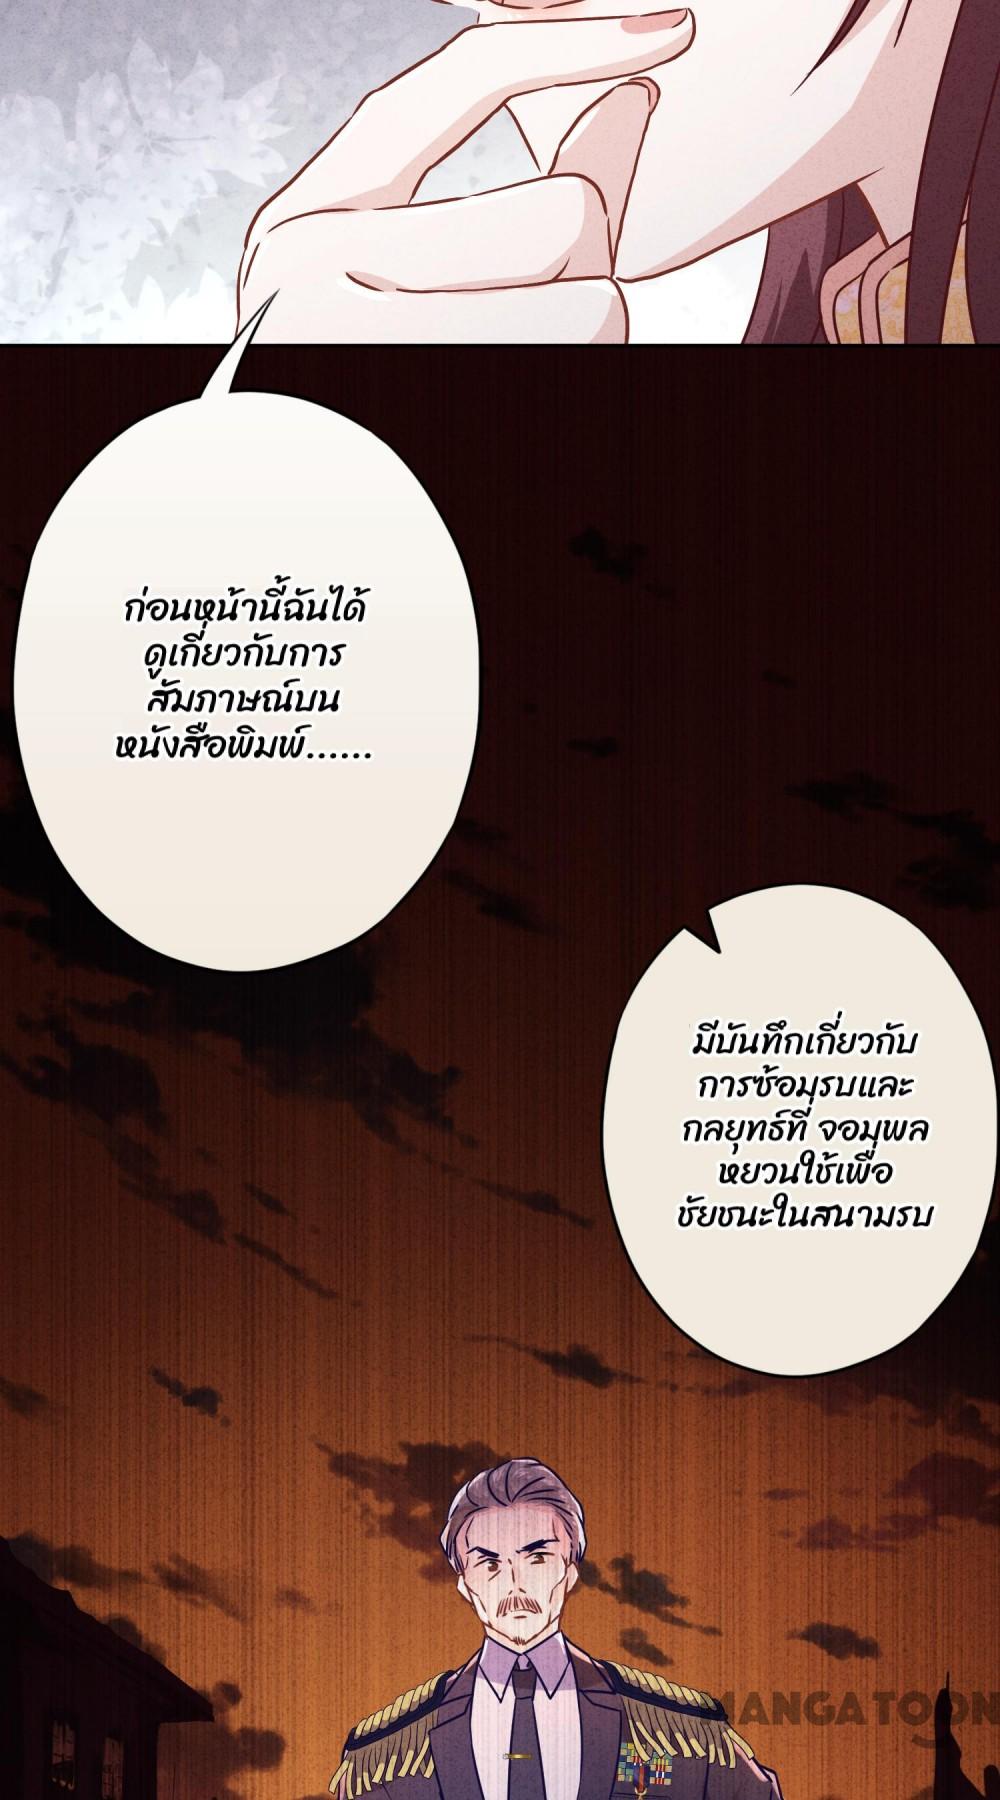 ก่อนหน้านี้ฉันได้
ดูเกี่ยวกับการ
สัมภาษณ์บน
หนังสือพิมพ์......
มีบันทึกเกี่ยวกับ
การซ้อมรบและ
กลยุทธ์ที่ จอมพล
หยวนใช้เพื่อ
ชัยชนะในสนามรบ
MANGATOON